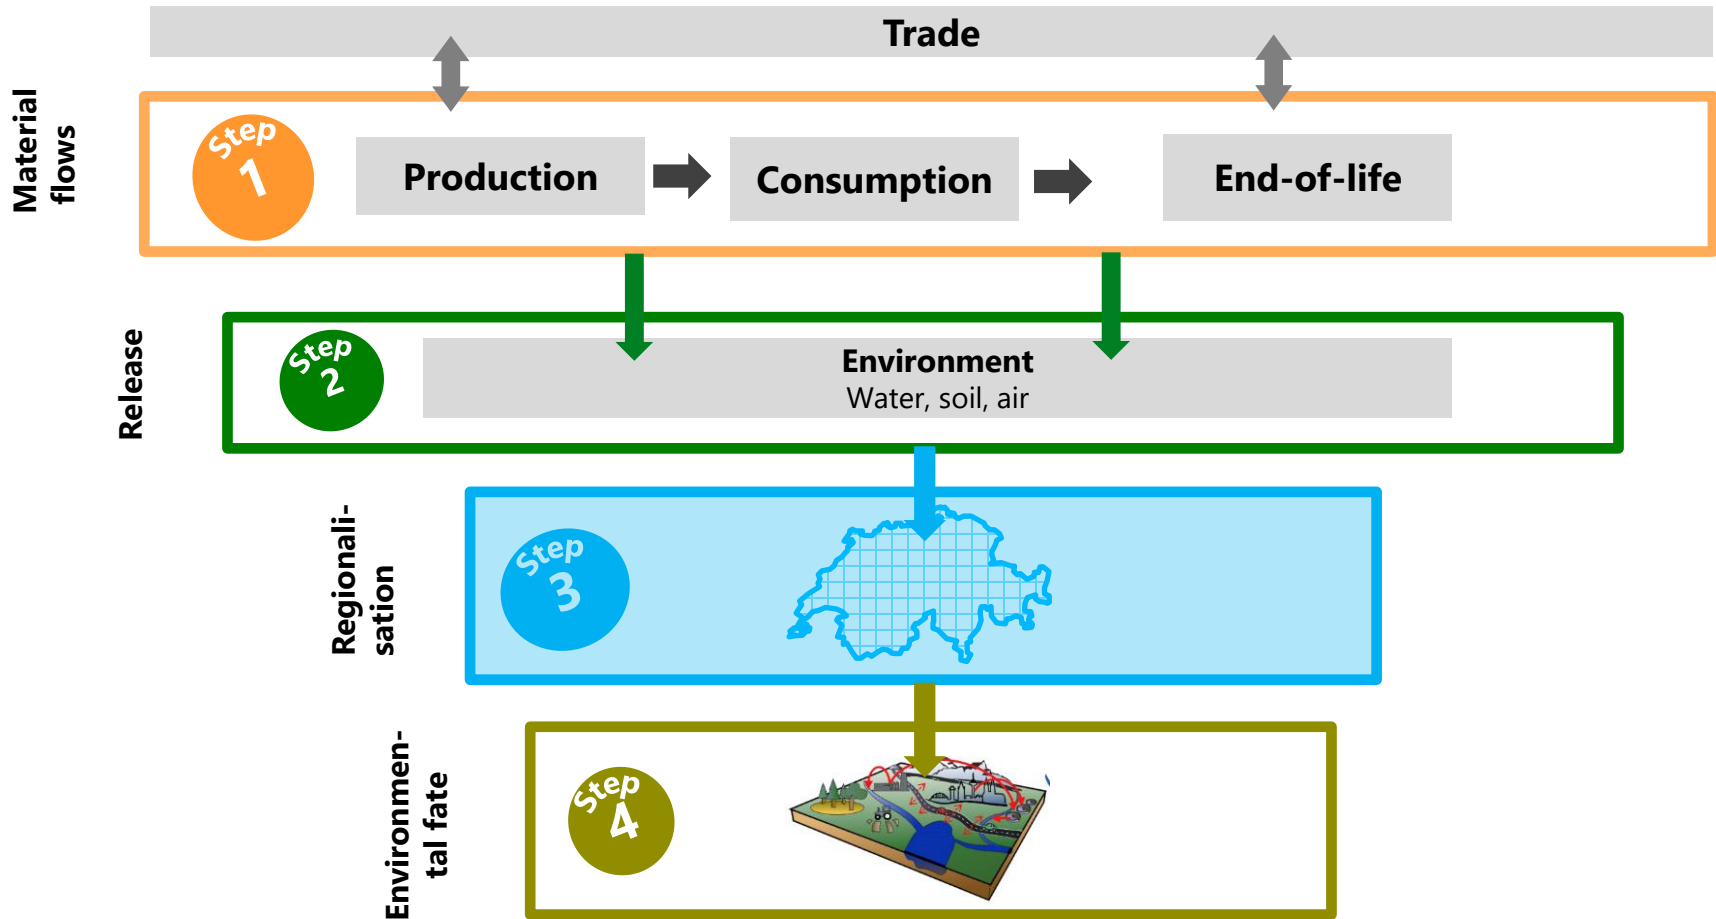 Trade
Material
flows
Step
1
Production
Consumption
End-of-life
Release
Step
2
Environment
Water, soil, air
Regionali-
sation
Step
3
Environmen-
tal fate
Step
4